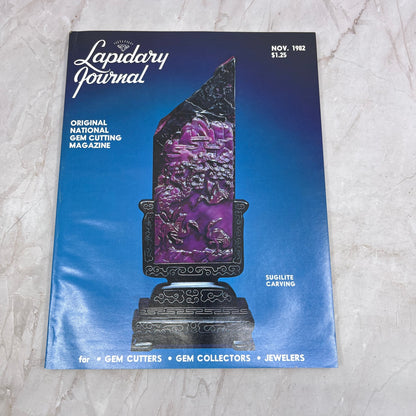 Lapidary
Journal
NOV. 1982
$1.25
ORIGINAL
NATIONAL
GEM CUTTING
MAGAZINE
SUGILITE
CARVING
for • GEM CUTTERS • GEM COLLECTORS • JEWELERS